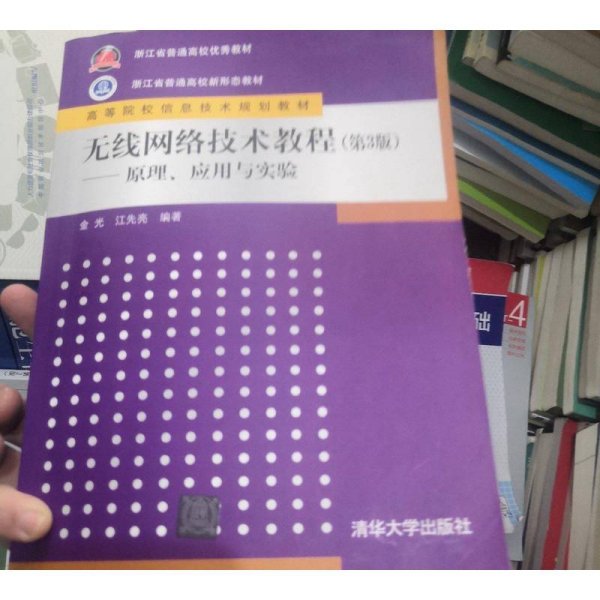 浙江省普通高校优秀教材
浙江省普通高校新形态教材
高等院校信息技术规划教材
无线网络技术教程(第3版)
——原理、应用与实验
金光 江先亮 编著
清华大学出版社
础
4